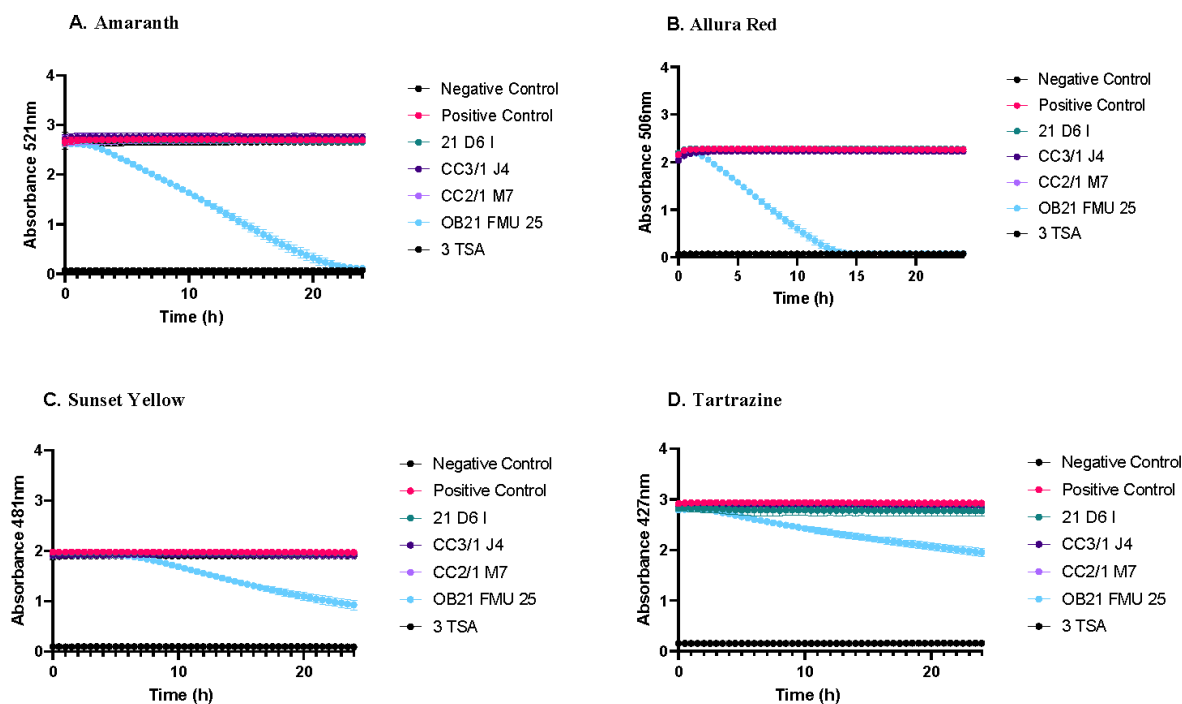 A. Amaranth
Absorbance 521nm
4
3
2
1
0
0
10
20
Time (h)
Negative Control
Positive Control
21 D6 I
CC3/1 J4
CC2/1 M7
OB21 FMU 25
3 TSA
B. Allura Red
Absorbance 506nm
4
3
2
1
0
0
5
10
15
20
Time (h)
Negative Control
Positive Control
21 D6 I
CC3/1 J4
CC2/1 M7
OB21 FMU 25
3 TSA
C. Sunset Yellow
Absorbance 481nm
4
3
2
1
0
0
10
20
Time (h)
Negative Control
Positive Control
21 D6 I
CC3/1 J4
CC2/1 M7
OB21 FMU 25
3 TSA
D. Tartrazine
Absorbance 427nm
4
3
2
1
0
0
10
20
Time (h)
Negative Control
Positive Control
21 D6 I
CC3/1 J4
CC2/1 M7
OB21 FMU 25
3 TSA